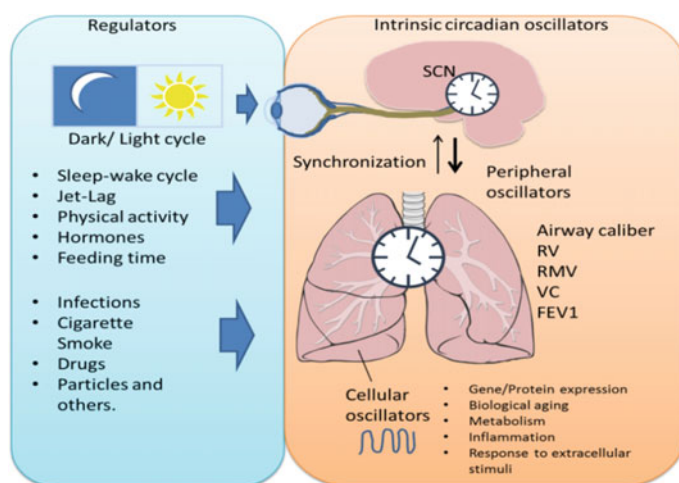 Regulators
Dark/ Light cycle
• Sleep-wake cycle
• Jet-Lag
• Physical activity
• Hormones
• Feeding time
• Infections
• Cigarette
Smoke
• Drugs
• Particles and
others.
Intrinsic circadian oscillators
SCN
Synchronization
Peripheral
oscillators
Airway caliber
RV
RMV
VC
FEV1
Cellular
oscillators
• Gene/Protein expression
• Biological aging
• Metabolism
• Inflammation
• Response to extracellular
stimuli